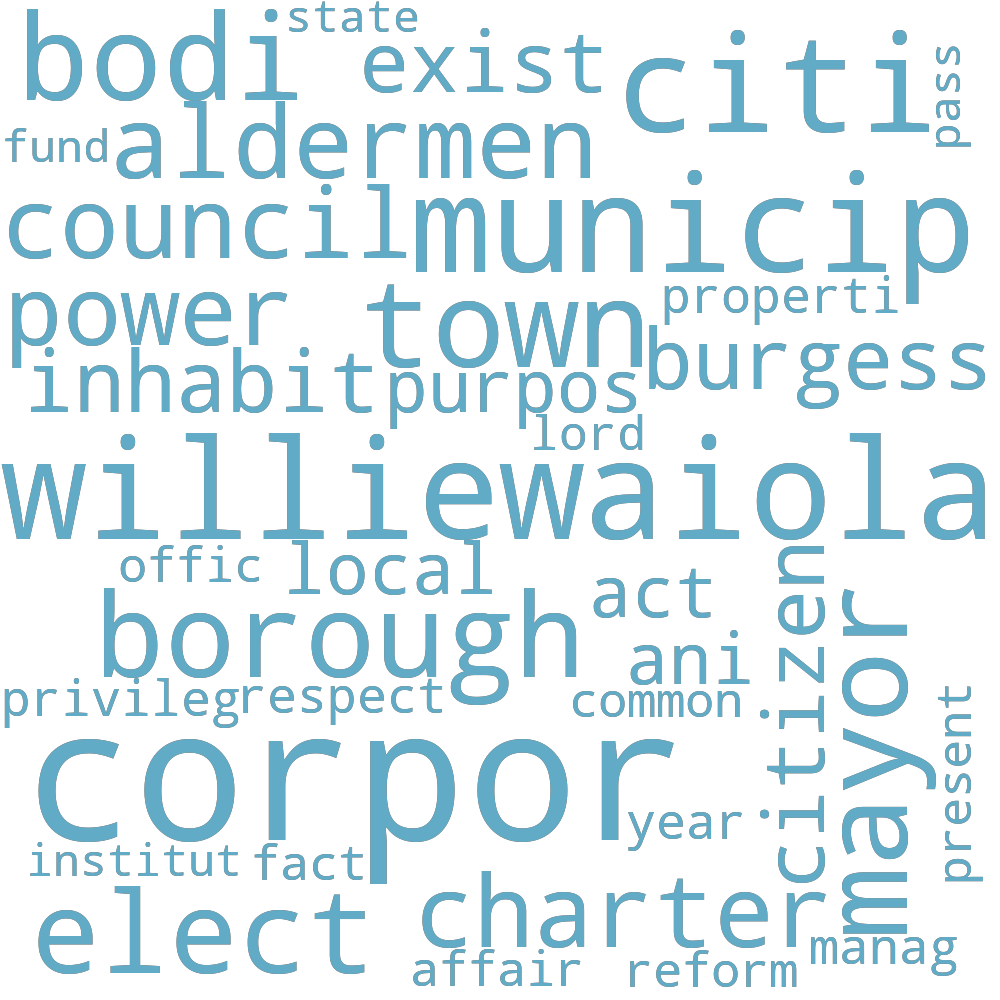 state
bodi
exist
citi
pass
fund
aldermen
council
municip
power
town
properti
inhabit
purpos
burgess
lord
williewaiola
offic
local
act
citizen
borough
ani
mayor
privileg
respect
common
present
corpor
year
institut
fact
elect
charter
manag
affair
reform